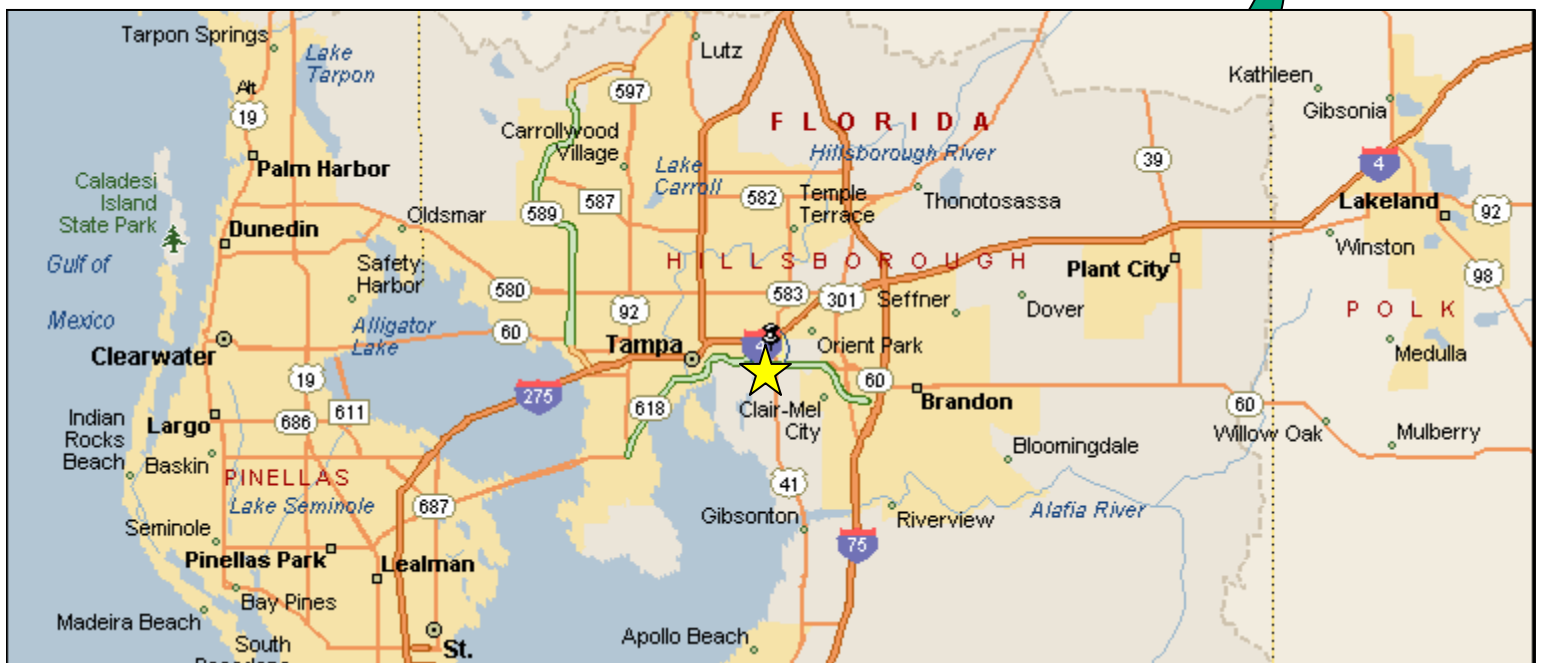 Tarpon Springs
Lake
Tarpon
Lutz
Kathleen
Gibsonia
Alt
19
597
Carrollwood
Village
FLORIDA
Hillsborough River
39
4
Palm Harbor
Lake
Carroll
Caladesi
Island
State Park
587
582
Temple
Terrace
Thonotosassa
Lakeland
92
Oldsmar
589
Dunedin
Winston
Gulf of
Mexico
Safety
Harbor
HILLSBOROUGH
Plant City
98
580
583
301
Seffner
Dover
POLK
92
Alligator
Lake
60
Clearwater
Tampa
Orient Park
Medulla
19
275
60
Brandon
60
Indian
Rocks
Beach
Largo
686
611
618
Clair-Mel
City
Willow Oak
Mulberry
Baskin
Bloomingdale
PINELLAS
Lake Seminole
687
41
Gibsonton
Riverview
Alafia River
Seminole
75
Pinellas Park
Lealman
Bay Pines
Madeira Beach
South
St.
Apollo Beach